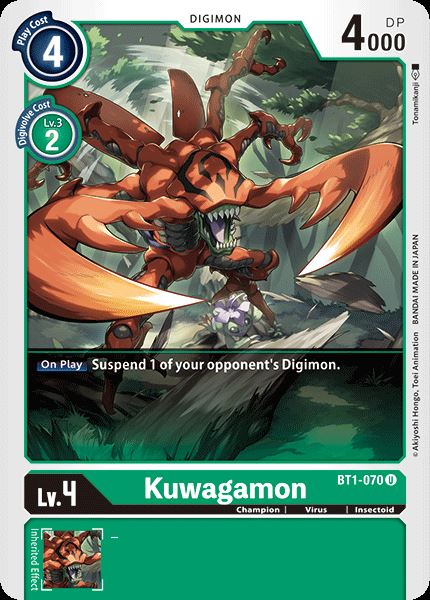 DIGIMON
Play Cost
4
DP
4000
Digivolve Cost
Lv.3
2
Tonamikanji
© Akiyoshi Hongo, Toei Animation BANDAI MADE IN JAPAN
On Play Suspend 1 of your opponent's Digimon.
BT1-070 U
Lv.4 Kuwagamon
Champion | Virus | Insectoid
Inherited Effect
–